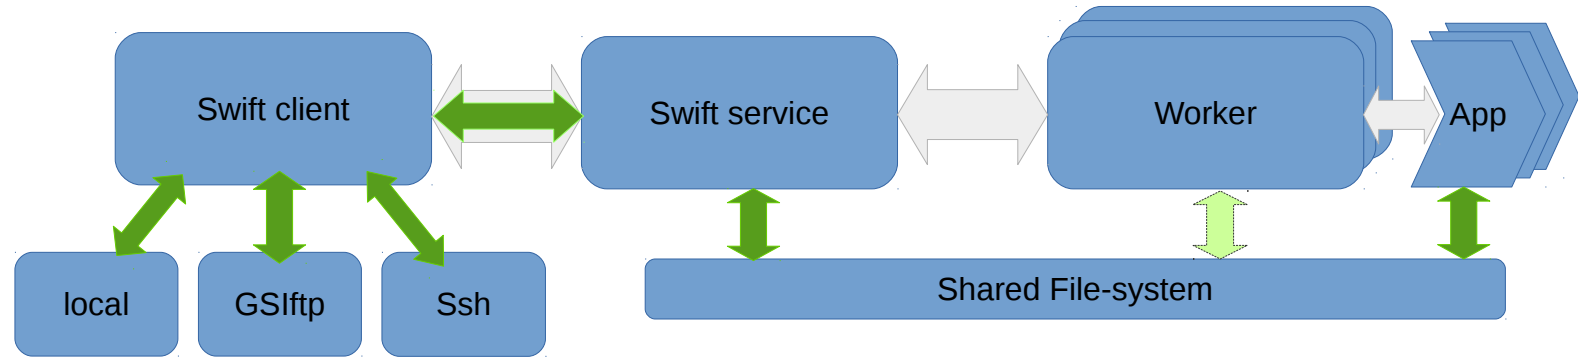 Swift client
Swift service
Worker
App
local
GSIftp
Ssh
Shared File-system